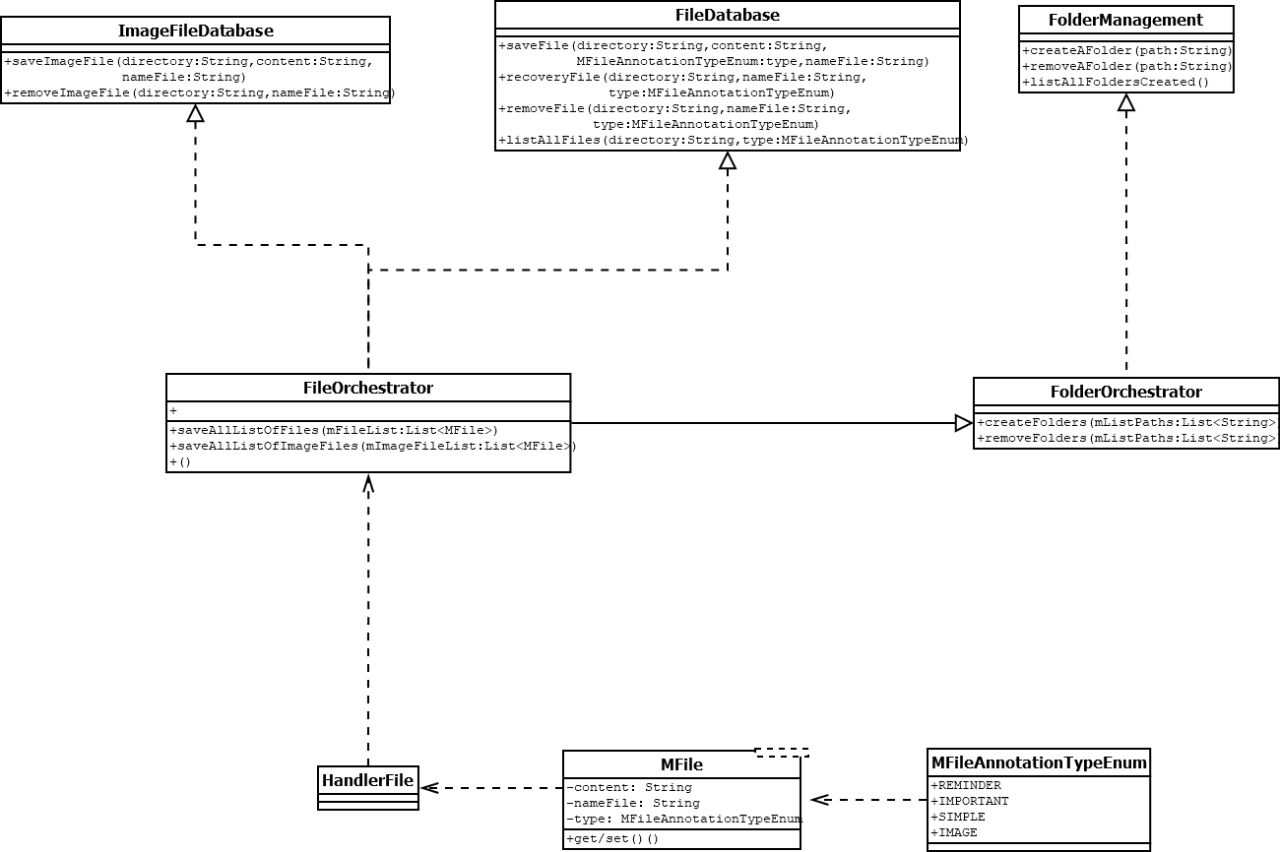 ImageFileDatabase
+saveImageFile(directory:String,content:String,
nameFile:String)
+removeImageFile(directory:String,nameFile:String)
FileDatabase
+saveFile(directory:String,content:String,
MFileAnnotationTypeEnum:type,nameFile:String)
+recoveryFile(directory:String,nameFile:String,
type:MFileAnnotationTypeEnum)
+removeFile(directory:String,nameFile:String,
type:MFileAnnotationTypeEnum)
+listAllFiles(directory:String,type:MFileAnnotationTypeEnum)
FolderManagement
+createAFolder(path:String)
+removeAFolder(path:String)
+listAllFoldersCreated()
FileOrchestrator
+
+saveAllListOfFiles(mFileList:List<MFile>)
+saveAllListOfImageFiles(mImageFileList:List<MFile>)
+()
FolderOrchestrator
+createFolders(mListPaths:List<String>
+removeFolders(mListPaths:List<String>
HandlerFile
MFile
-content: String
-nameFile: String
-type: MFileAnnotationTypeEnum
+get/set()()
MFileAnnotationTypeEnum
+REMINDER
+IMPORTANT
+SIMPLE
+IMAGE